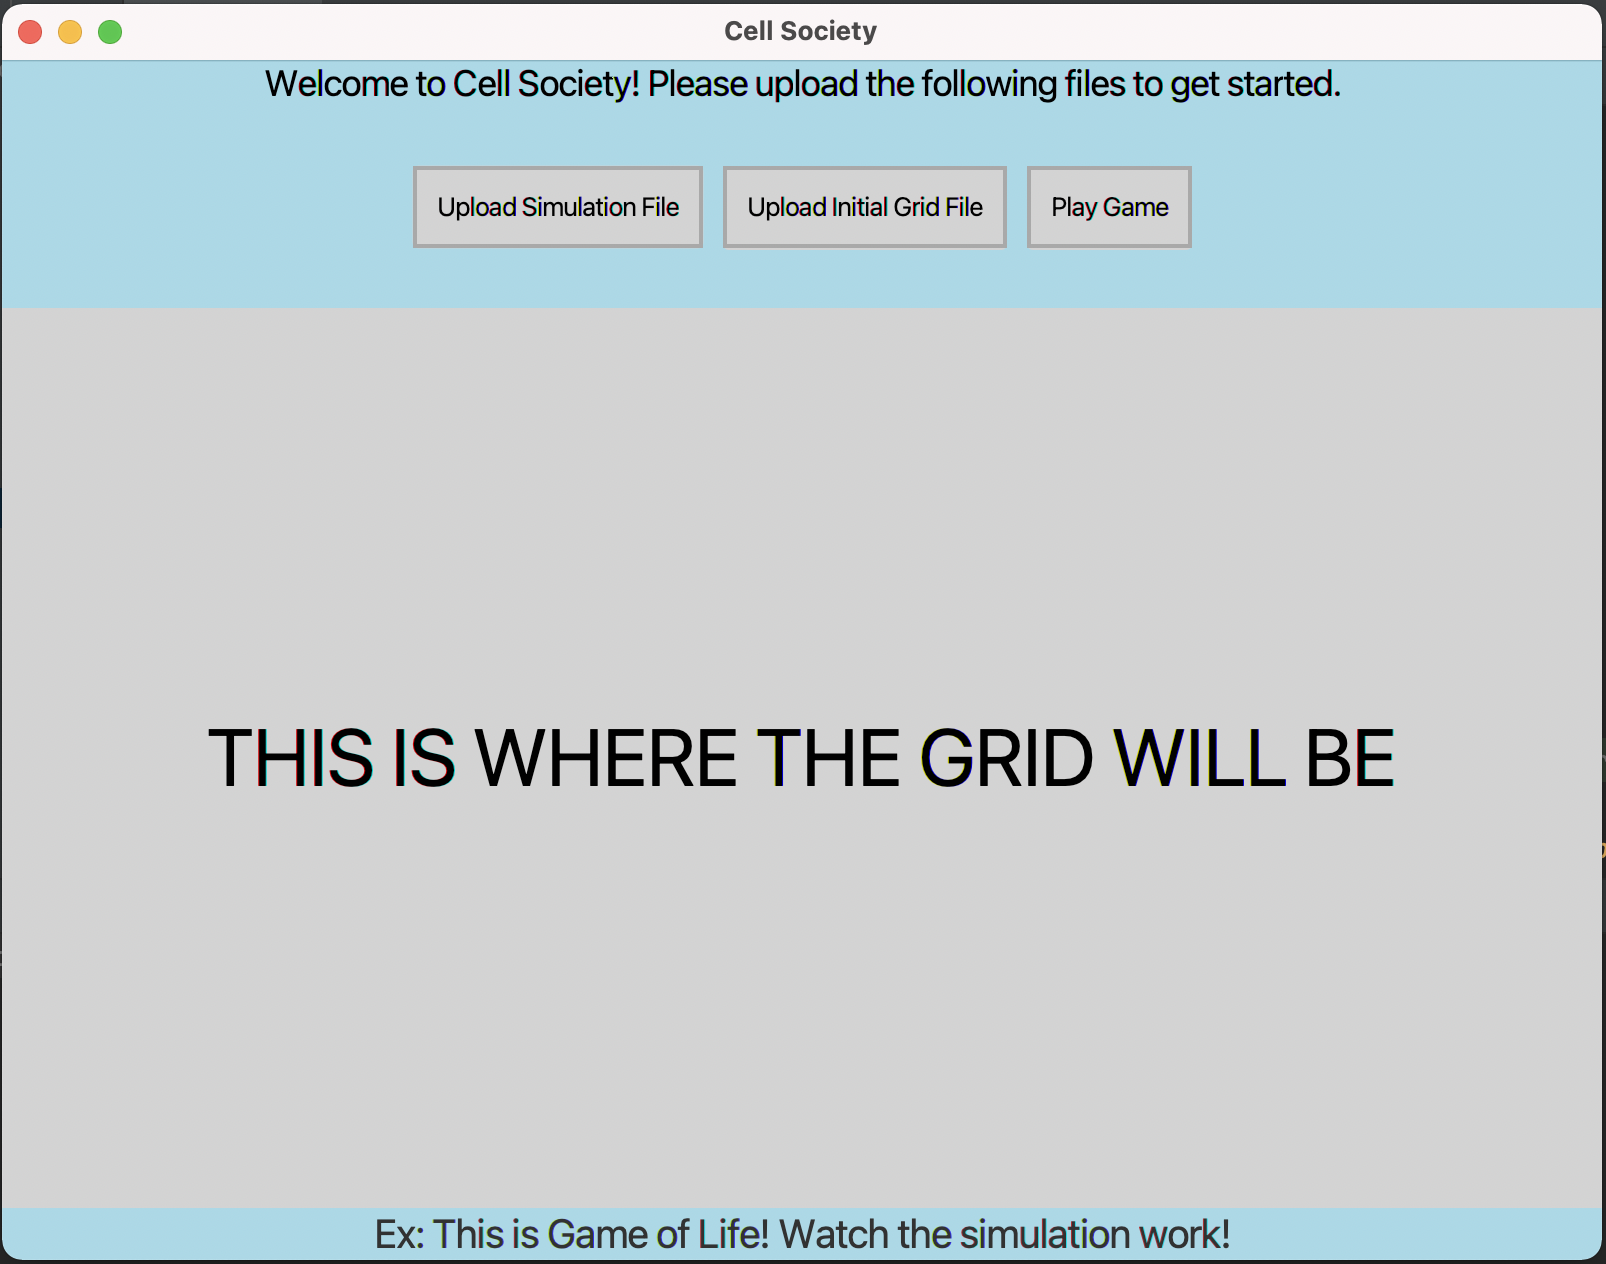 Cell Society
Welcome to Cell Society! Please upload the following files to get started.
Upload Simulation File
Upload Initial Grid File
Play Game
THIS IS WHERE THE GRID WILL BE
Ex: This is Game of Life! Watch the simulation work!